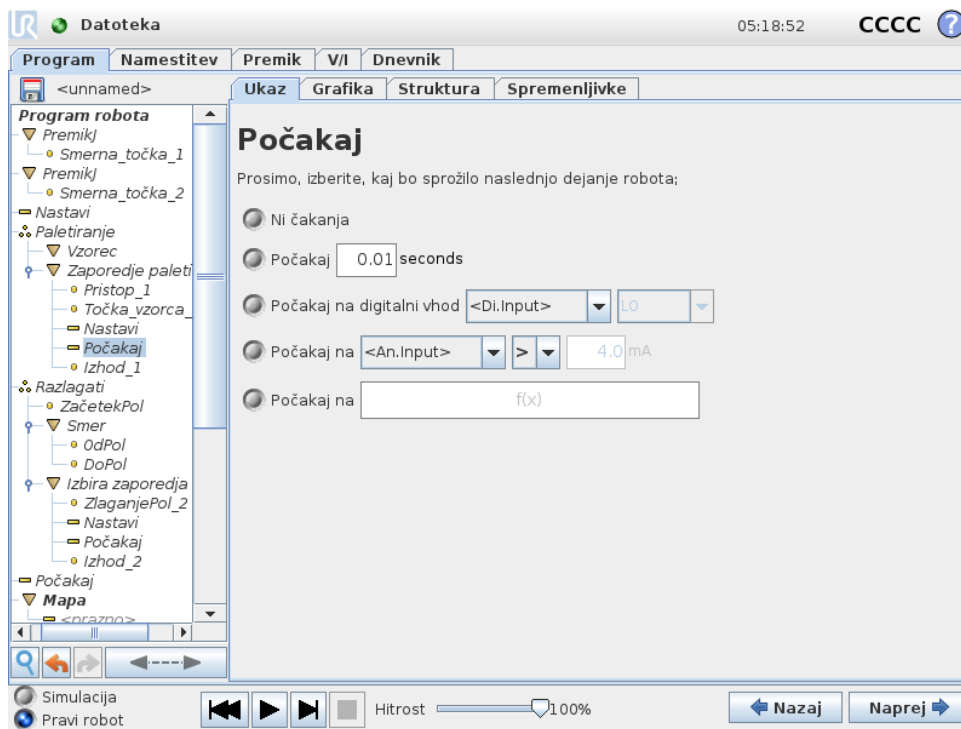 UR Datoteka 05:18:52 CCCC ?
Program Namestitev Premik V/I Dnevnik
<unnamed>
Ukaz Grafika Struktura Spremenljivke
Program robota
PremikJ
Smerna_točka_1
PremikJ
Smerna_točka_2
Nastavi
Paletiranje
Vzorec
Zaporedje paleti
Pristop_1
Točka_vzorca_
Nastavi
Počakaj
Izhod_1
Razlagati
ZačetekPol
Smer
OdPol
DoPol
Izbira zaporedja
ZlaganjePol_2
Nastavi
Počakaj
Izhod_2
Počakaj
Mapa
<prazno>
Počakaj
Prosimo, izberite, kaj bo sprožilo naslednjo dejanje robota;
Ni čakanja
Počakaj 0.01 seconds
Počakaj na digitalni vhod <Di.Input> LO
Počakaj na <An.Input> > 4.0 mA
Počakaj na f(x)
Simulacija
Pravi robot
Hitrost 100%
Nazaj Naprej